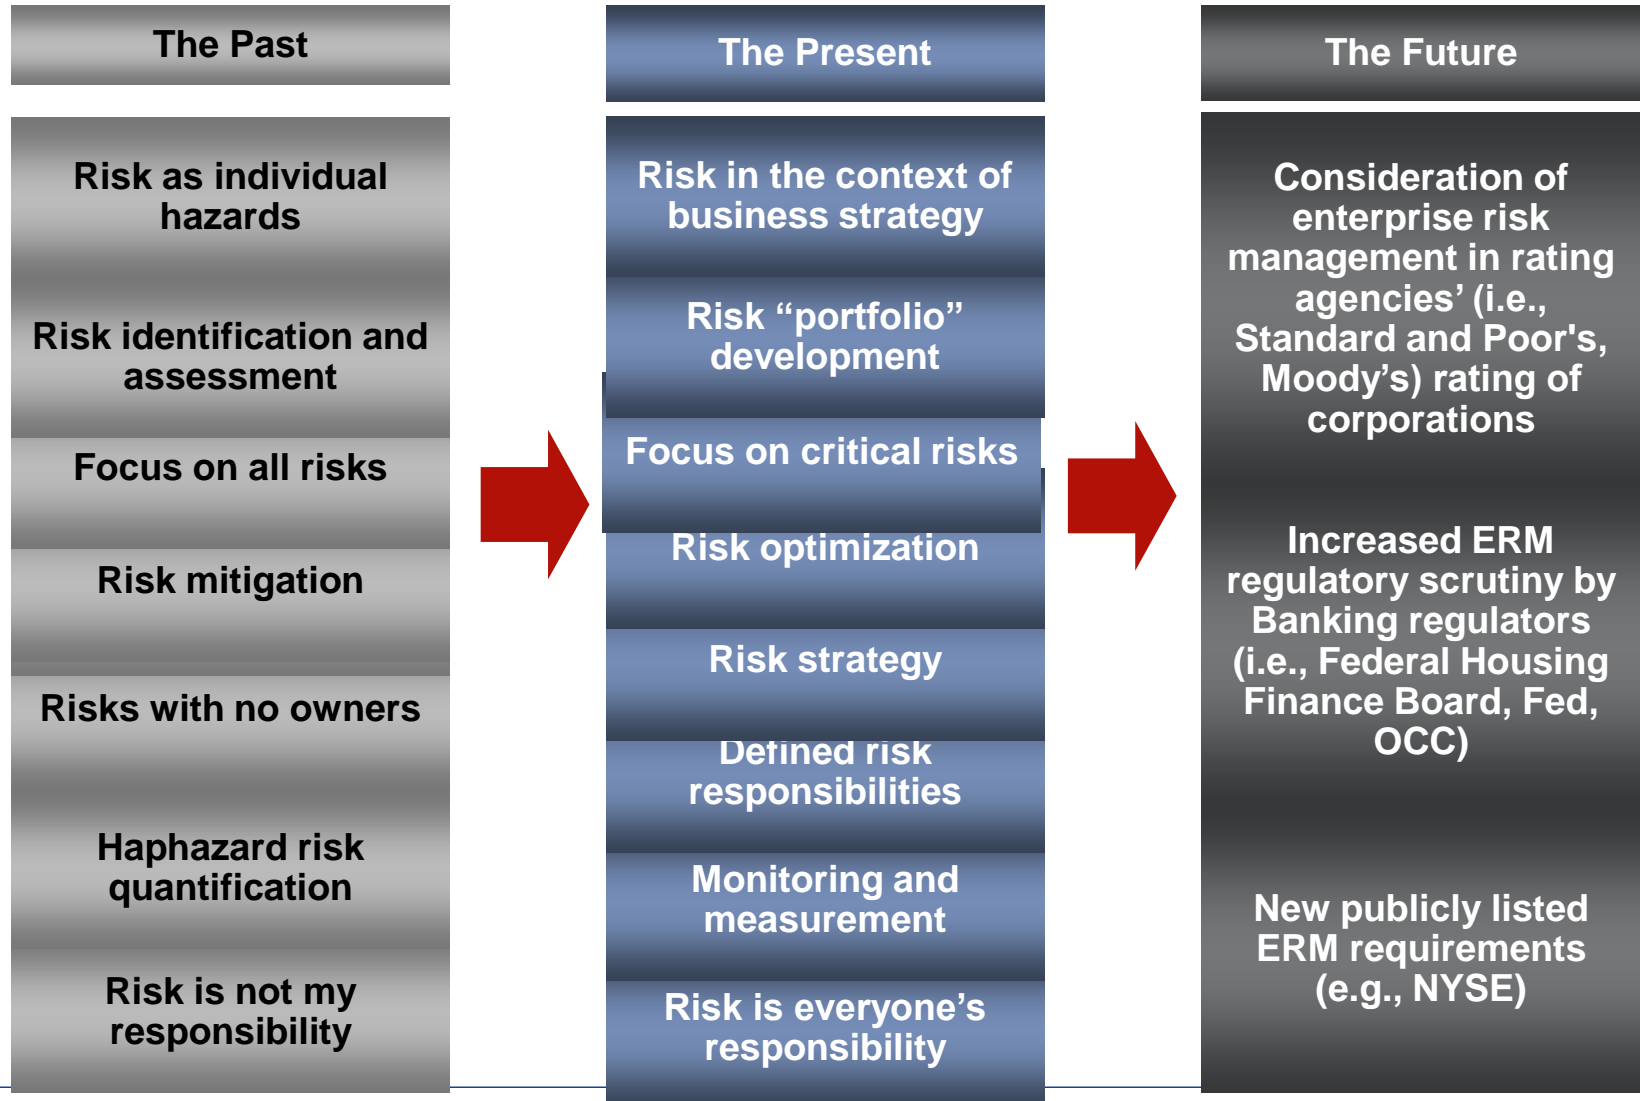 The Past
Risk as individual
hazards
Risk identification and
assessment
Focus on all risks
Risk mitigation
Risks with no owners
Haphazard risk
quantification
Risk is not my
responsibility
The Present
Risk in the context of
business strategy
Risk “portfolio”
development
Focus on critical risks
Risk optimization
Risk strategy
Defined risk
responsibilities
Monitoring and
measurement
Risk is everyone’s
responsibility
The Future
Consideration of
enterprise risk
management in rating
agencies’ (i.e.,
Standard and Poor's,
Moody’s) rating of
corporations
Increased ERM
regulatory scrutiny by
Banking regulators
(i.e., Federal Housing
Finance Board, Fed,
OCC)
New publicly listed
ERM requirements
(e.g., NYSE)